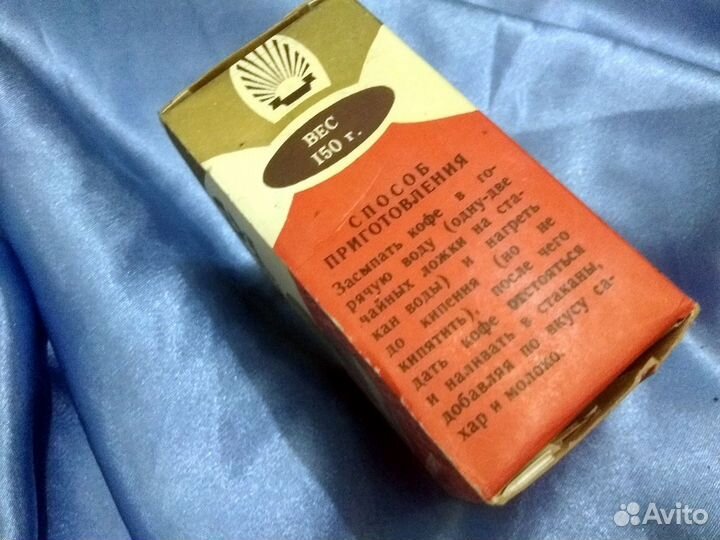 ВЕС
150 г.
СПОСОБ
ПРИГОТОВЛЕНИЯ
Засыпать кофе в го-
рячую воду (одну-две
чайных ложки на ста-
кан воды) и нагреть
до кипения (но не
кипятить), после чего
дать кофе отстояться
и наливать в стаканы,
добавляя по вкусу са-
хар и молоко.
Avito